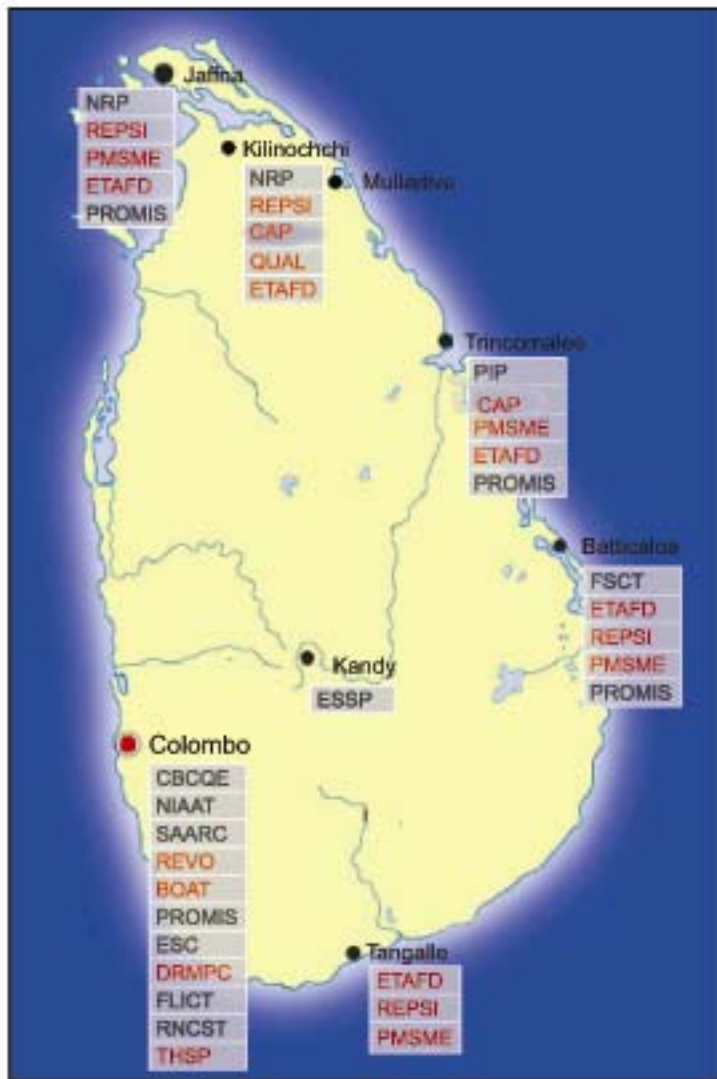 Jaffna
NRP
REPSI
PMSME
ETAFD
PROMIS
Kilinochchi
NRP
REPSI
CAP
QUAL
ETAFD
Mullaitivu
Trincomalee
PIP
CAP
PMSME
ETAFD
PROMIS
Batticaloa
FSCT
ETAFD
REPSI
PMSME
PROMIS
Kandy
ESSP
Colombo
CBCQE
NIAAT
SAARC
REVO
BOAT
PROMIS
ESC
DRMPC
FLICT
RNCST
THSP
Tangalle
ETAFD
REPSI
PMSME